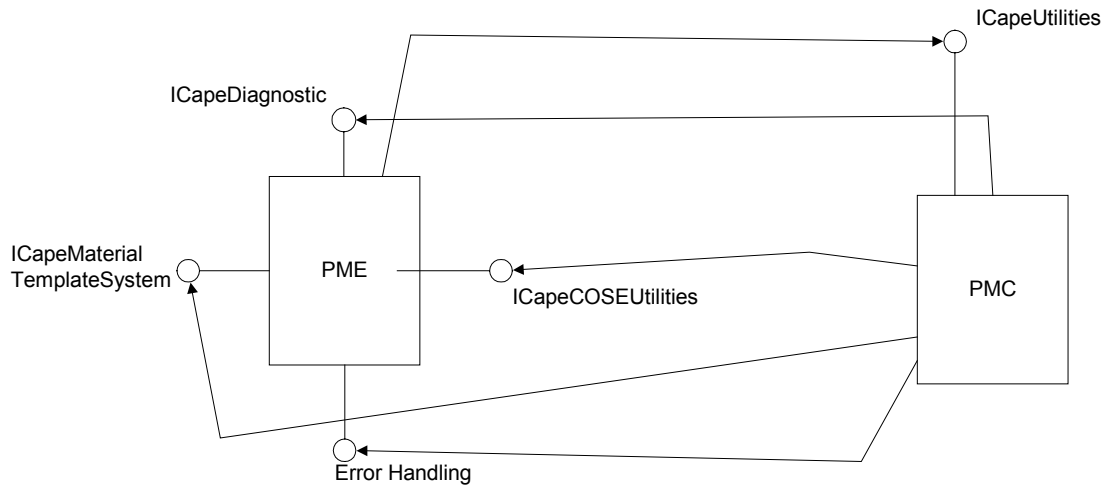 ICapeUtilities
ICapeDiagnostic
ICapeMaterial
TemplateSystem
PME
ICapeCOSEUtilities
PMC
Error Handling